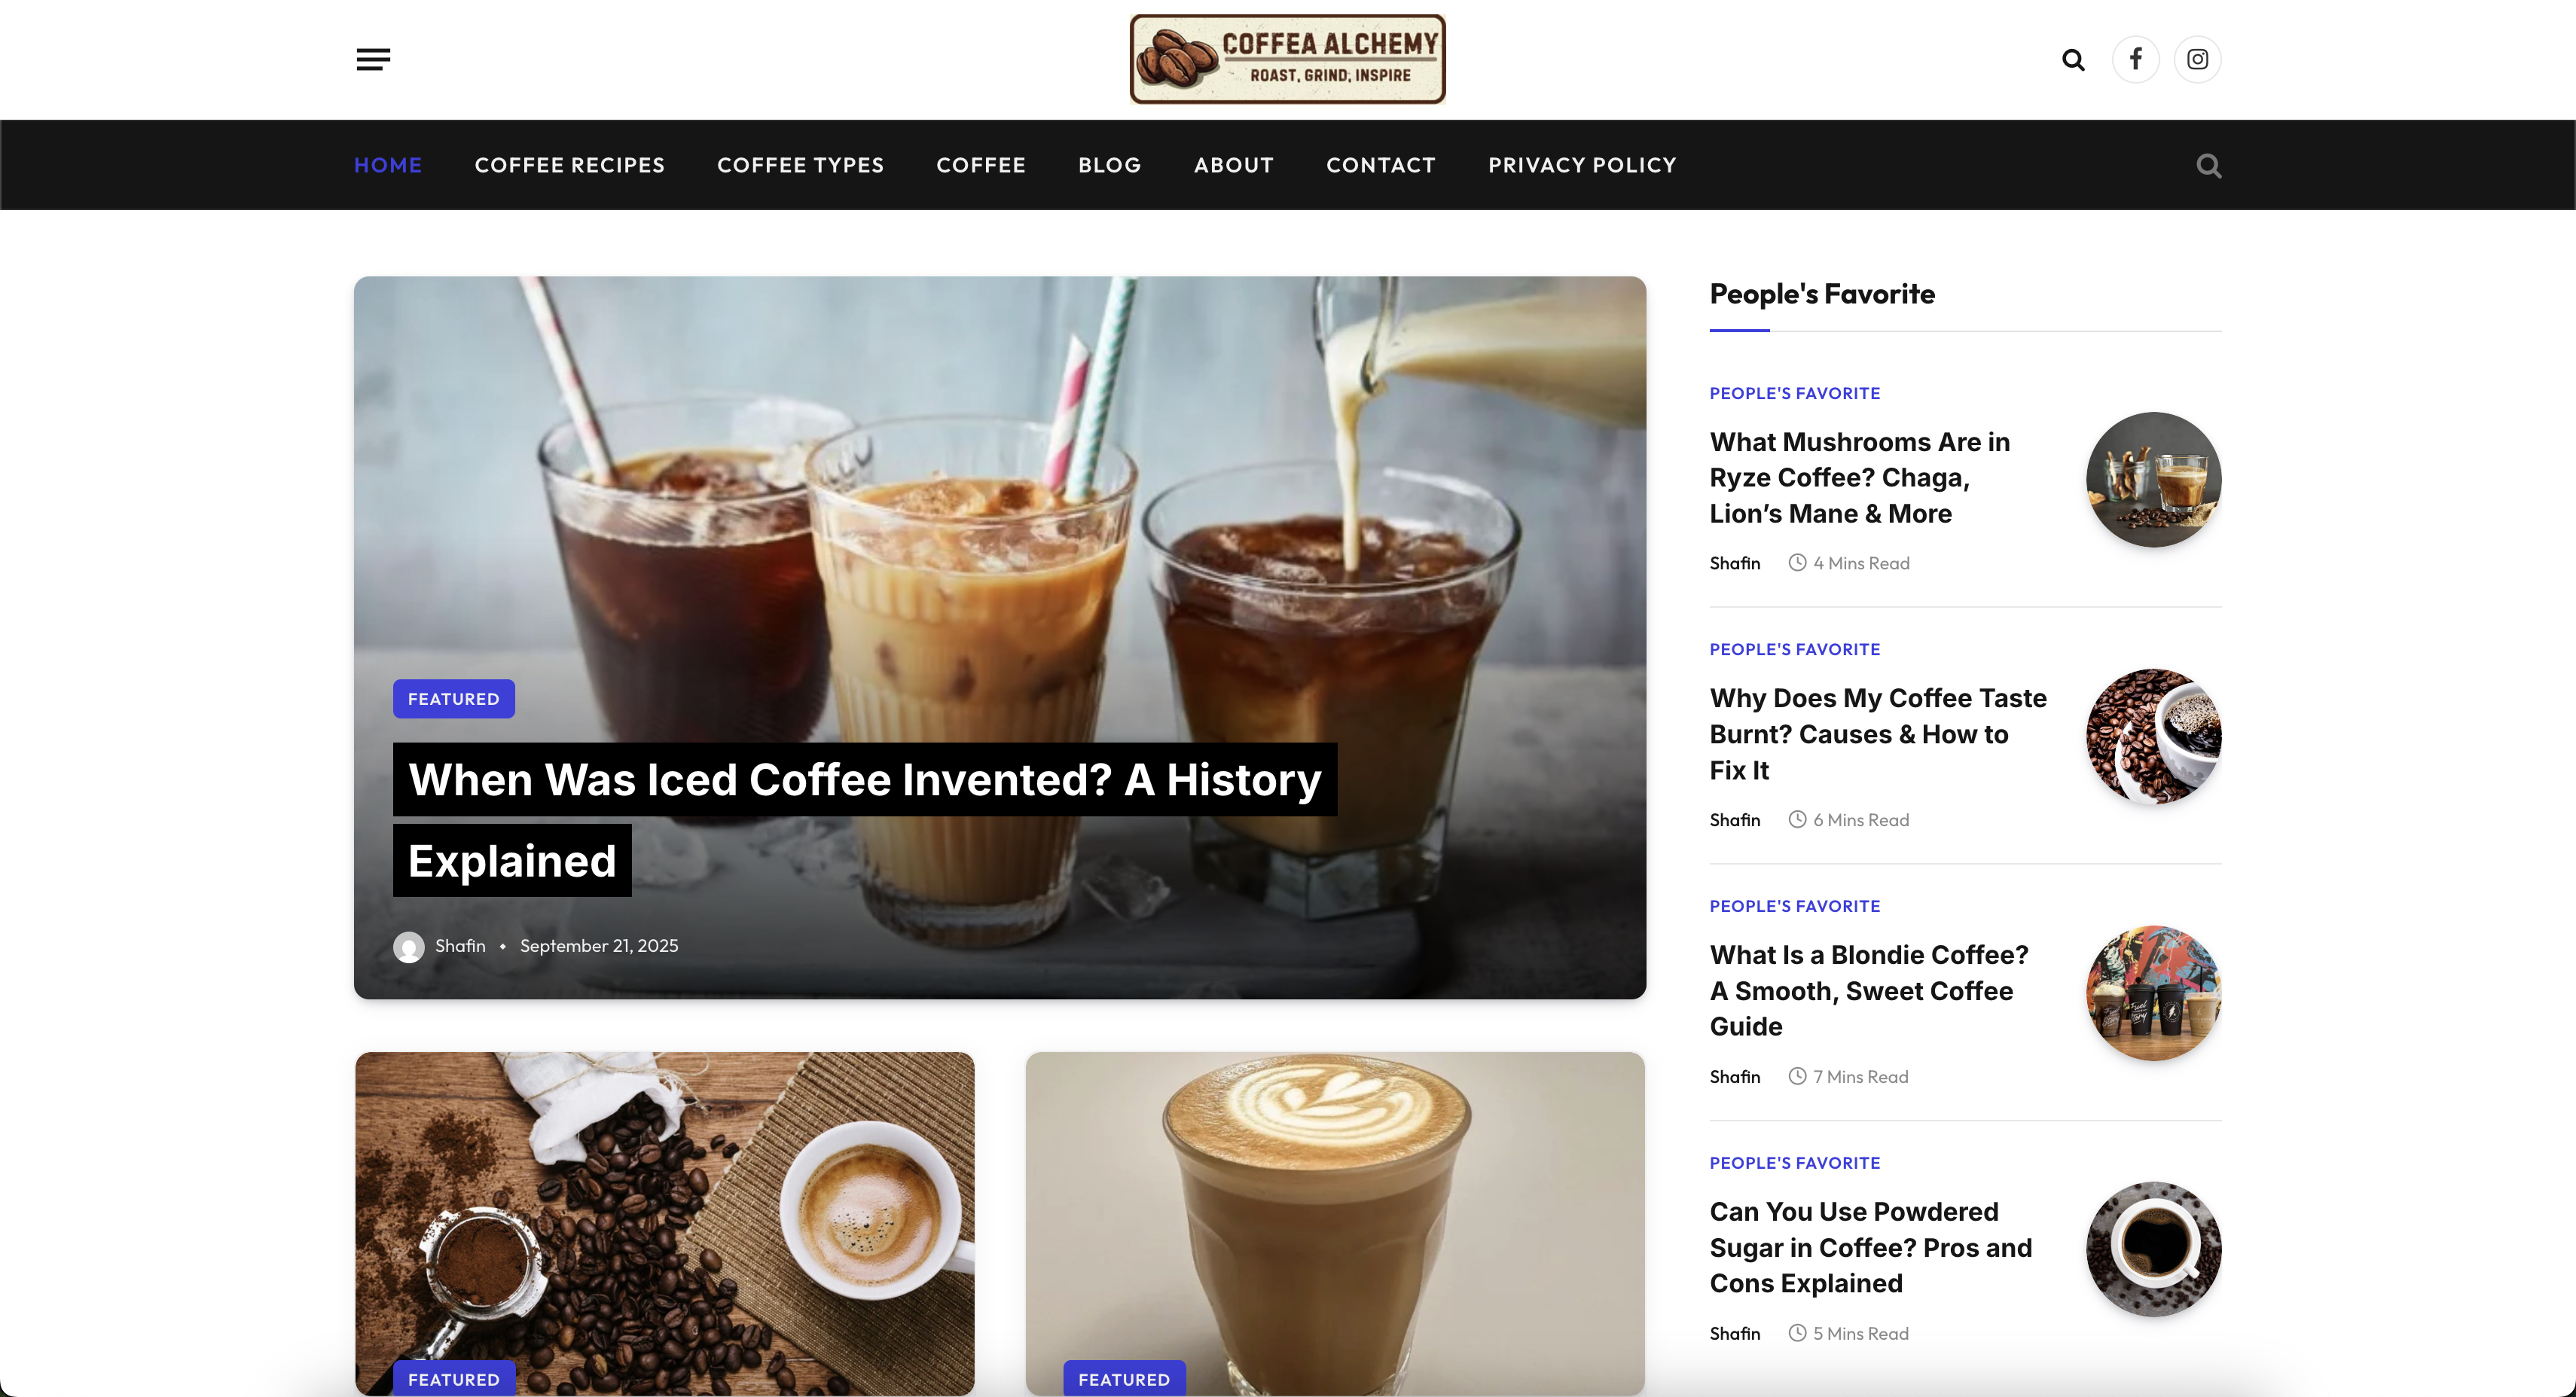 COFFEA ALCHEMY
ROAST, GRIND, INSPIRE
HOME
COFFEE RECIPES
COFFEE TYPES
COFFEE
BLOG
ABOUT
CONTACT
PRIVACY POLICY
FEATURED
When Was Iced Coffee Invented? A History
Explained
Shafin • September 21, 2025
FEATURED
FEATURED
People's Favorite
PEOPLE'S FAVORITE
What Mushrooms Are in
Ryze Coffee? Chaga,
Lion’s Mane & More
Shafin 4 Mins Read
PEOPLE'S FAVORITE
Why Does My Coffee Taste
Burnt? Causes & How to
Fix It
Shafin 6 Mins Read
PEOPLE'S FAVORITE
What Is a Blondie Coffee?
A Smooth, Sweet Coffee
Guide
Shafin 7 Mins Read
PEOPLE'S FAVORITE
Can You Use Powdered
Sugar in Coffee? Pros and
Cons Explained
Shafin 5 Mins Read